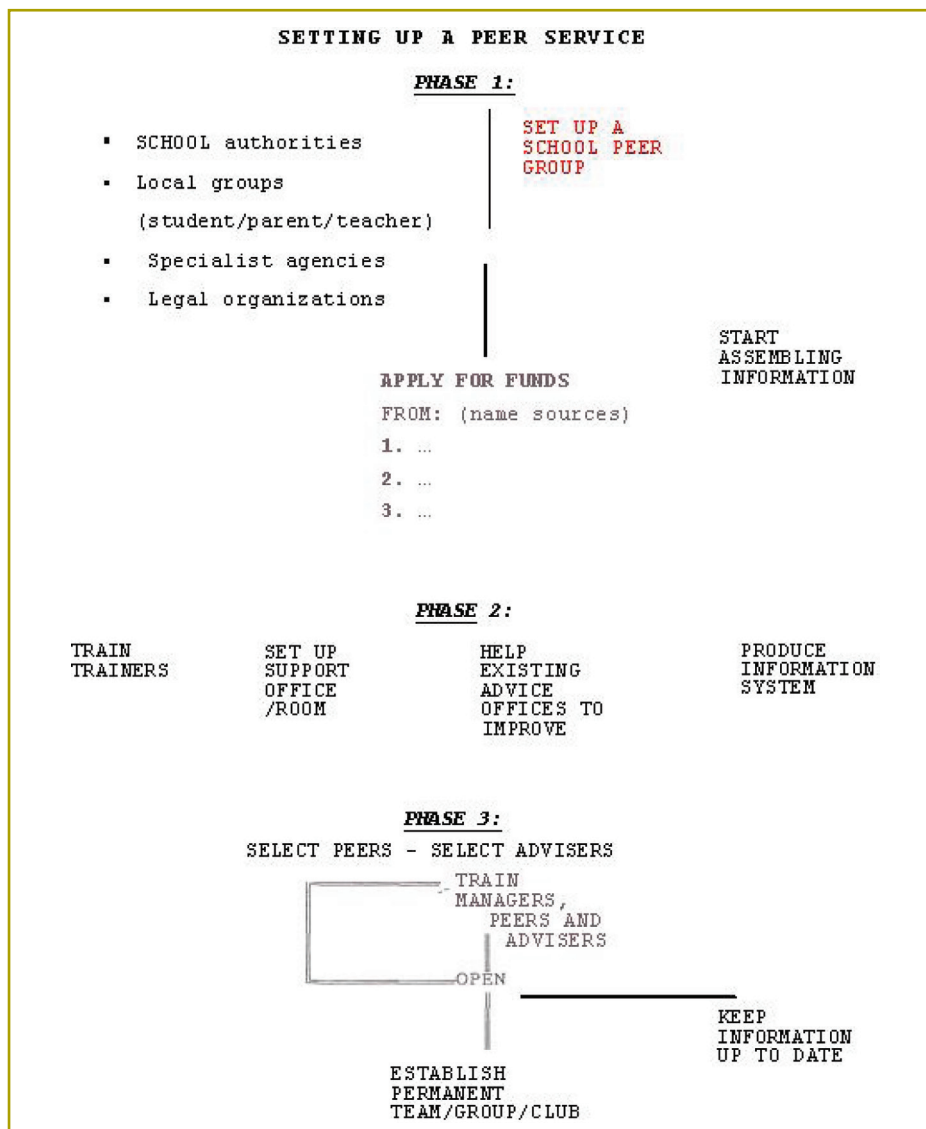 SETTING UP A PEER SERVICE
PHASE 1:
▪ SCHOOL authorities
▪ Local groups
(student/parent/teacher)
▪ Specialist agencies
▪ Legal organizations
SET UP A
SCHOOL PEER
GROUP
START
ASSEMBLING
INFORMATION
APPLY FOR FUNDS
FROM: (name sources)
1. …
2. …
3. …
PHASE 2:
TRAIN
TRAINERS
SET UP
SUPPORT
OFFICE
/ROOM
HELP
EXISTING
ADVICE
OFFICES TO
IMPROVE
PRODUCE
INFORMATION
SYSTEM
PHASE 3:
SELECT PEERS - SELECT ADVISERS
TRAIN
MANAGERS,
PEERS AND
ADVISERS
OPEN
KEEP
INFORMATION
UP TO DATE
ESTABLISH
PERMANENT
TEAM/GROUP/CLUB